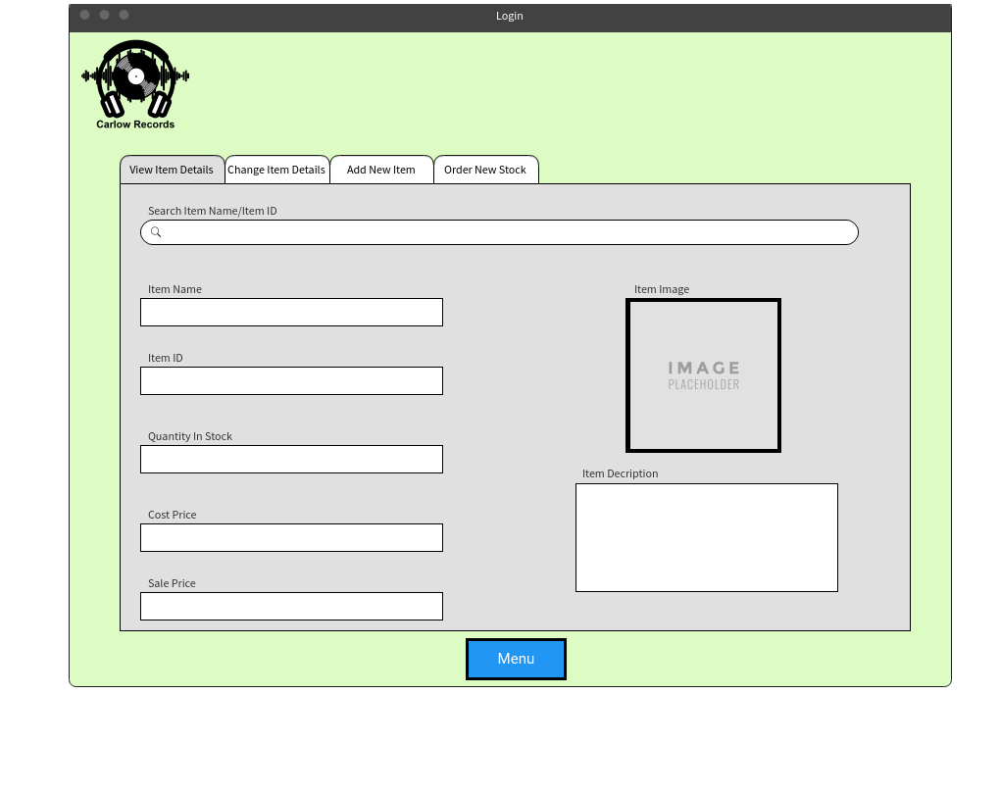 Login
Carlow Records
View Item Details
Change Item Details
Add New Item
Order New Stock
Search Item Name/Item ID
Item Name
Item Image
IMAGE
PLACEHOLDER
Item ID
Quantity In Stock
Item Decription
Cost Price
Sale Price
Menu